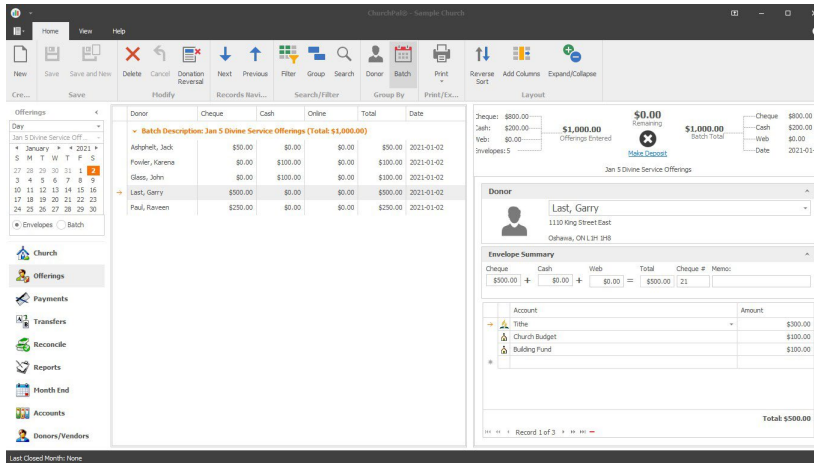 ChurchFul© - Sample Church
Home View Help
New Save Save and New Delete Cancel Donation Reversal Next Previous Filter Group Search Donor Batch Print Reverse Sort Add Columns Expand/Collapse
Cre... Save Modify Records Navi... Search/Filter Group By Print/Ex... Layout
Offerings
Day
Jan 5 Divine Service Off...
January 2021
S M T W T F S
27 28 29 30 31 1 2
3 4 5 6 7 8 9
10 11 12 13 14 15 16
17 18 19 20 21 22 23
24 25 26 27 28 29 30
Envelopes Batch
Church
Offerings
Payments
Transfers
Reconcile
Reports
Month End
Accounts
Donors/Vendors
Donor Cheque Cash Online Total Date
Batch Description: Jan 5 Divine Service Offerings (Total: $1,000.00)
Ashphelt, Jack $50.00 $0.00 $0.00 $50.00 2021-01-02
Fowler, Karena $0.00 $100.00 $0.00 $100.00 2021-01-02
Glass, John $0.00 $100.00 $0.00 $100.00 2021-01-02
Last, Garry $500.00 $0.00 $0.00 $500.00 2021-01-02
Paul, Raveen $250.00 $0.00 $0.00 $250.00 2021-01-02
Cheque: $800.00
Cash: $200.00
Web: $0.00
Envelopes: 5
$1,000.00
Offerings Entered
$0.00
Remaining
Make Deposit
$1,000.00
Batch Total
Cheque $800.00
Cash $200.00
Web $0.00
Date 2021-01-
Jan 5 Divine Service Offerings
Donor
Last, Garry
1110 King Street East
Oshawa, ON L1H 1H8
Envelope Summary
Cheque Cash Web Total Cheque # Memo:
$500.00 + $0.00 + $0.00 = $500.00 21
Account Amount
Tithe $300.00
Church Budget $100.00
Building Fund $100.00
Total: $500.00
Record 1 of 3
Last Closed Month: None